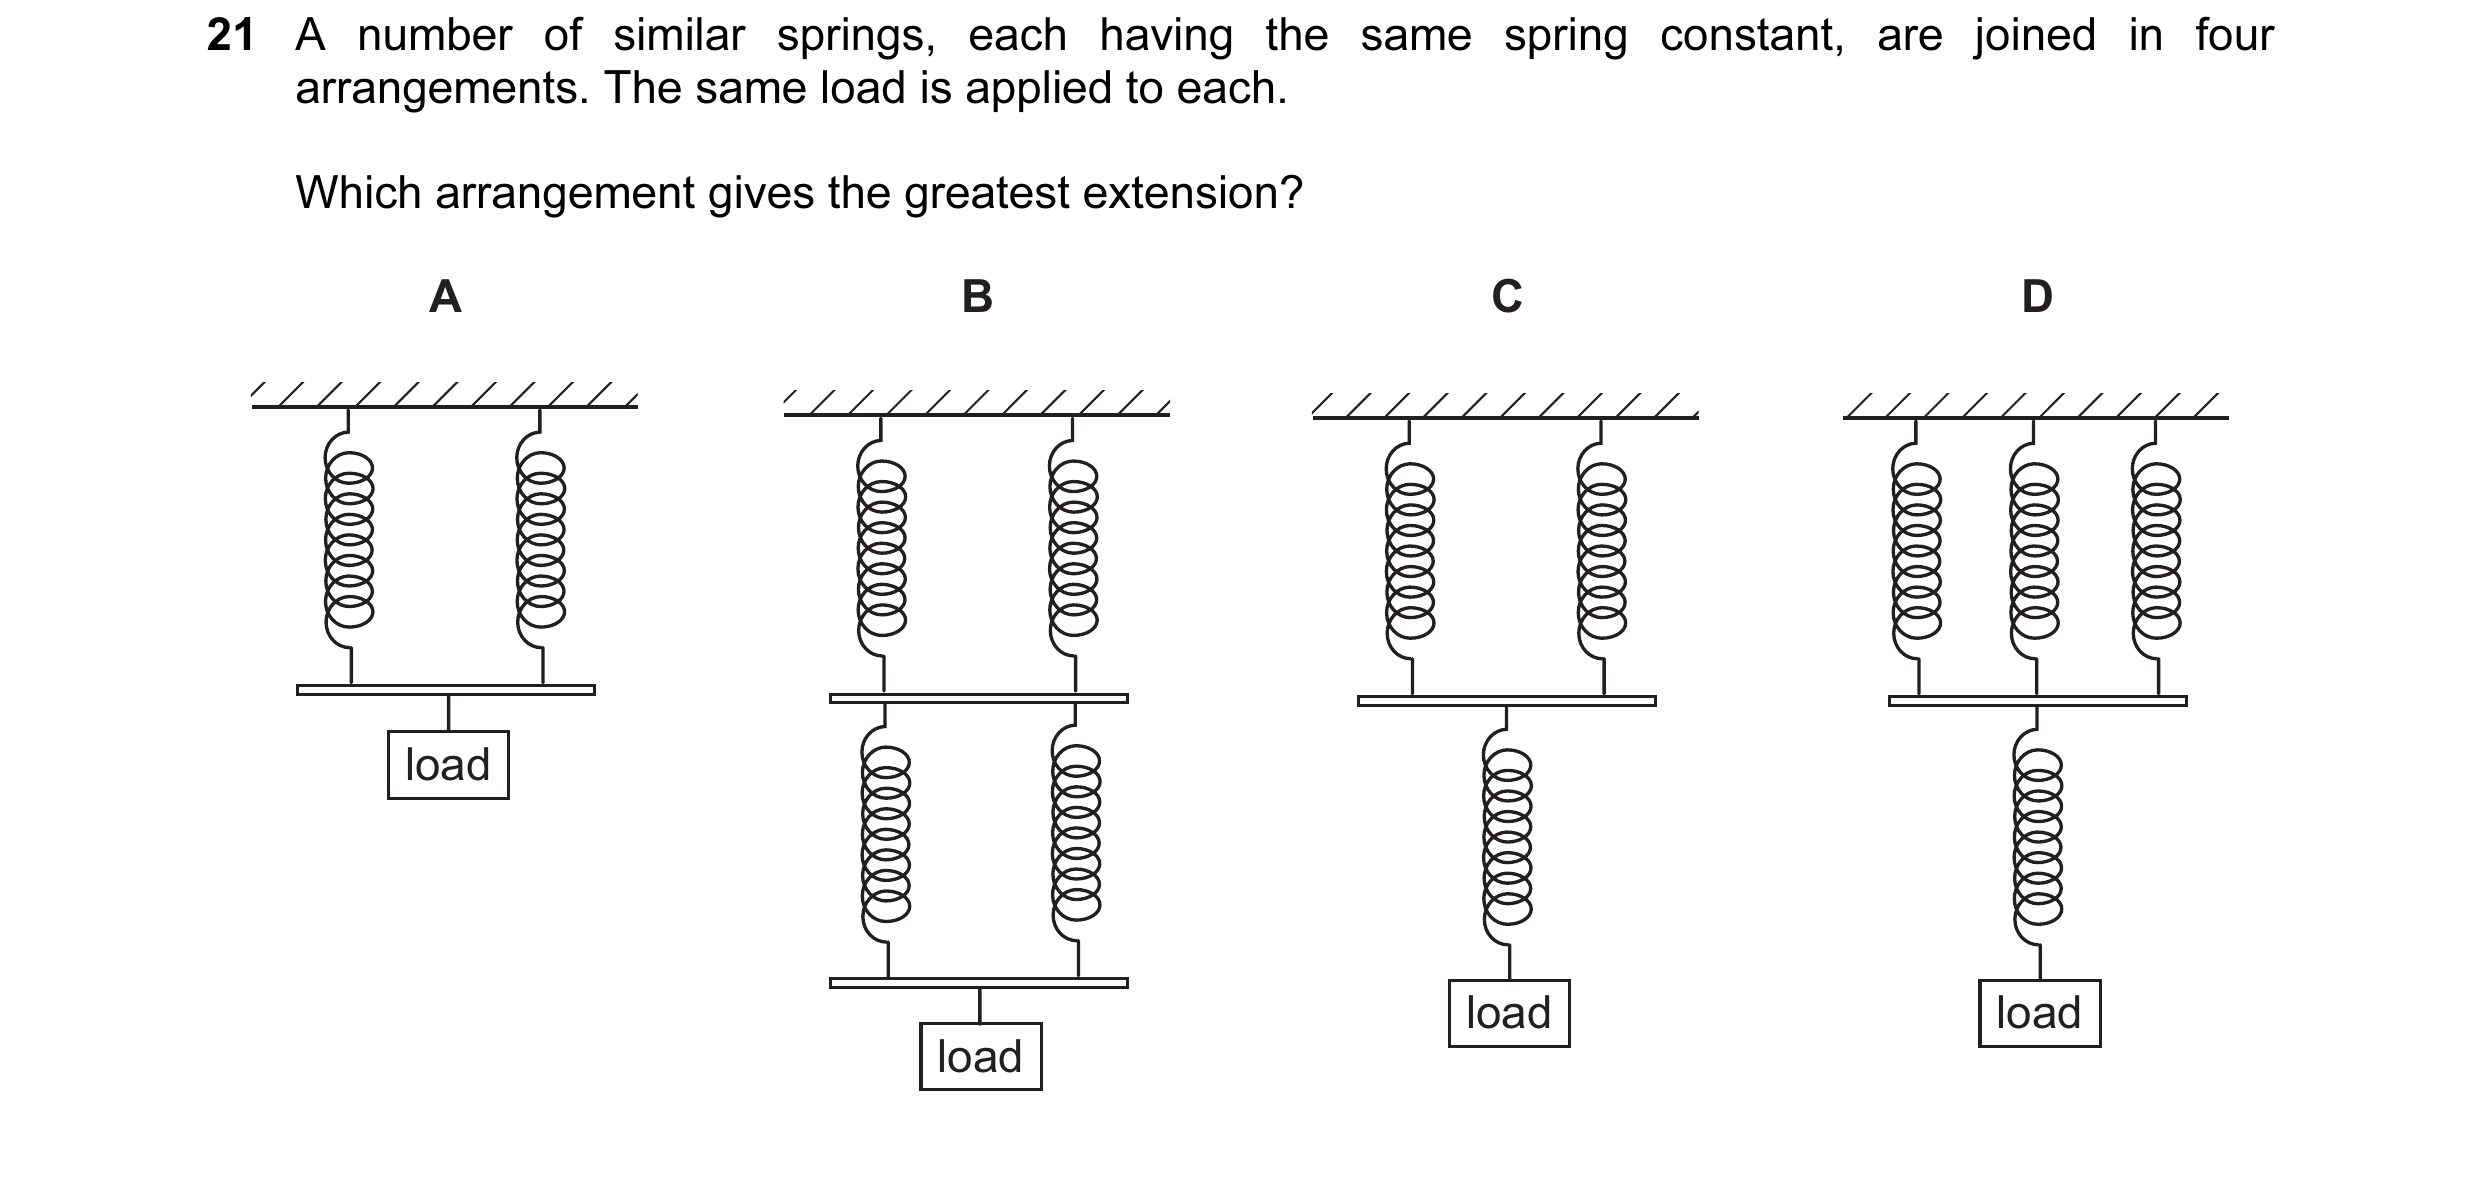 21 A number of similar springs, each having the same spring constant, are joined in four
arrangements. The same load is applied to each.
Which arrangement gives the greatest extension?
A B C D
load
load
load
load